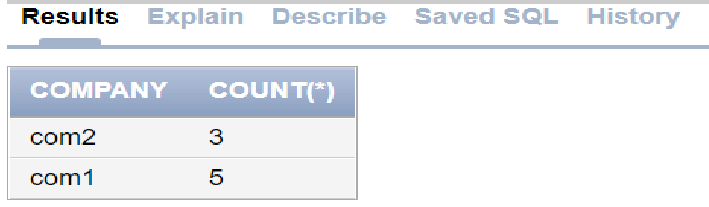 Results Explain Describe Saved SQL History
COMPANY COUNT(*)
com2 3
com1 5